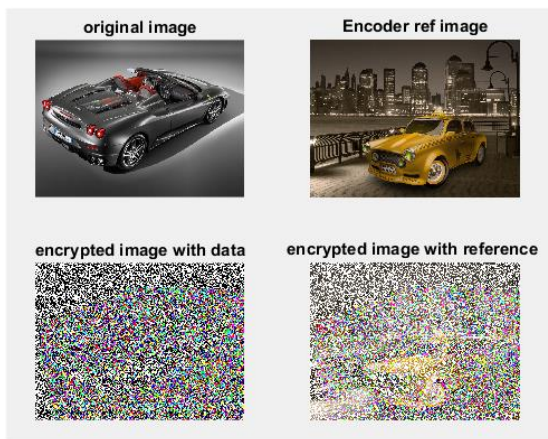 original image
Encoder ref image
encrypted image with data
encrypted image with reference